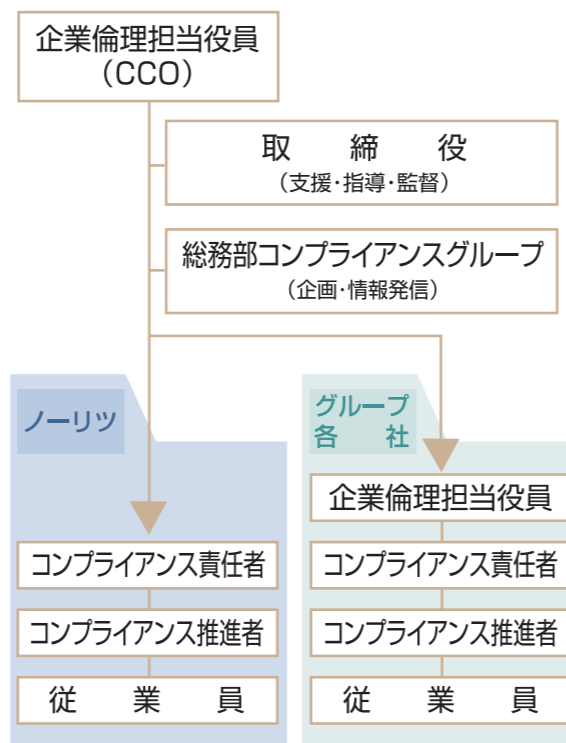 企業倫理担当役員
（CCO）
取締役
（支援・指導・監督）
総務部コンプライアンスグループ
（企画・情報発信）
ノーリツ
コンプライアンス責任者
コンプライアンス推進者
従業員
グループ
各社
企業倫理担当役員
コンプライアンス責任者
コンプライアンス推進者
従業員